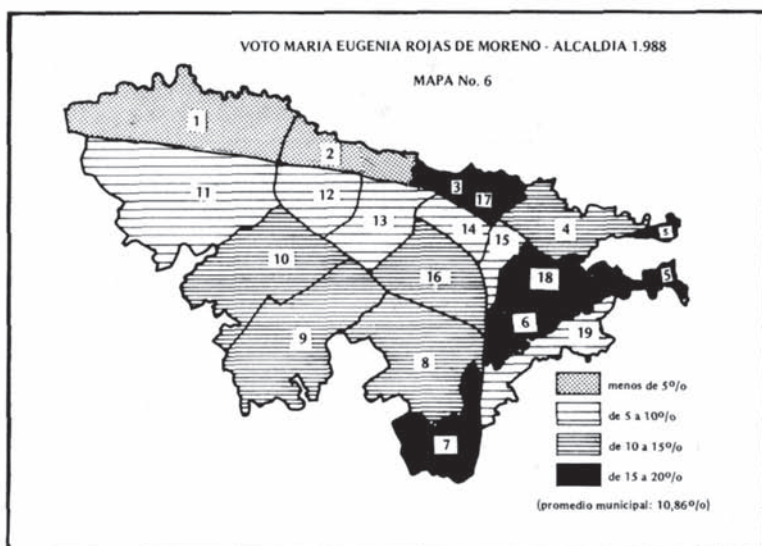 VOTO MARIA EUGENIA ROJAS DE MORENO - ALCALDIA 1.988
MAPA No. 6
1
2
3
17
11
12
13
14
15
4
10
16
18
5
9
6
19
8
7
menos de 5º/o
de 5 a 10º/o
de 10 a 15º/o
de 15 a 20º/o
(promedio municipal: 10,86º/o)